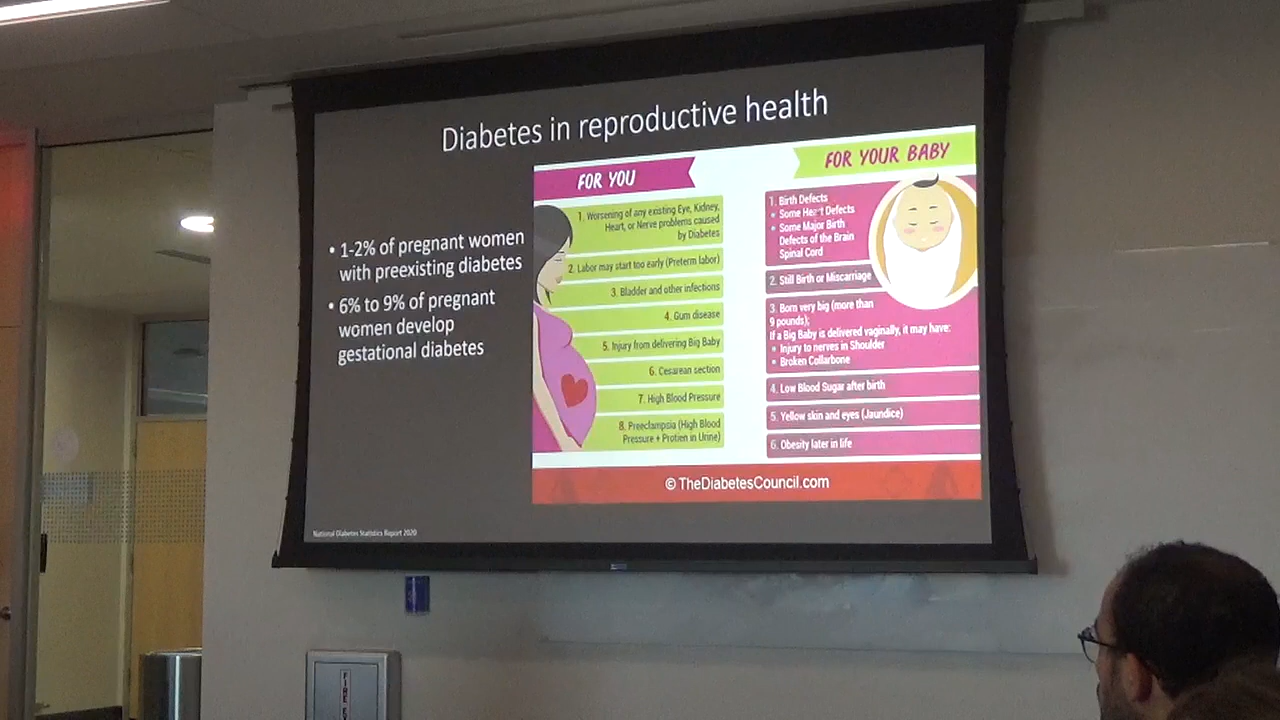 Diabetes in reproductive health
• 1-2% of pregnant women
with preexisting diabetes
• 6% to 9% of pregnant
women develop
gestational diabetes
FOR YOU
1. Worsening of any existing Eye, Kidney,
Heart, or Nerve problems caused
by Diabetes
2. Labor may start too early (Preterm labor)
3. Bladder and other infections
4. Gum disease
5. Injury from delivering Big Baby
6. Cesarean section
7. High Blood Pressure
8. Preeclampsia (High Blood
Pressure + Protien in Urine)
FOR YOUR BABY
1. Birth Defects
• Some Heart Defects
• Some Major Birth
Defects of the Brain
Spinal Cord
2. Still Birth or Miscarriage
3. Born very big (more than
9 pounds);
If a Big Baby is delivered vaginally, it may have:
• Injury to nerves in Shoulder
• Broken Collarbone
4. Low Blood Sugar after birth
5. Yellow skin and eyes (Jaundice)
6. Obesity later in life
© TheDiabetesCouncil.com
National Diabetes Statistics Report 2020
FIRE